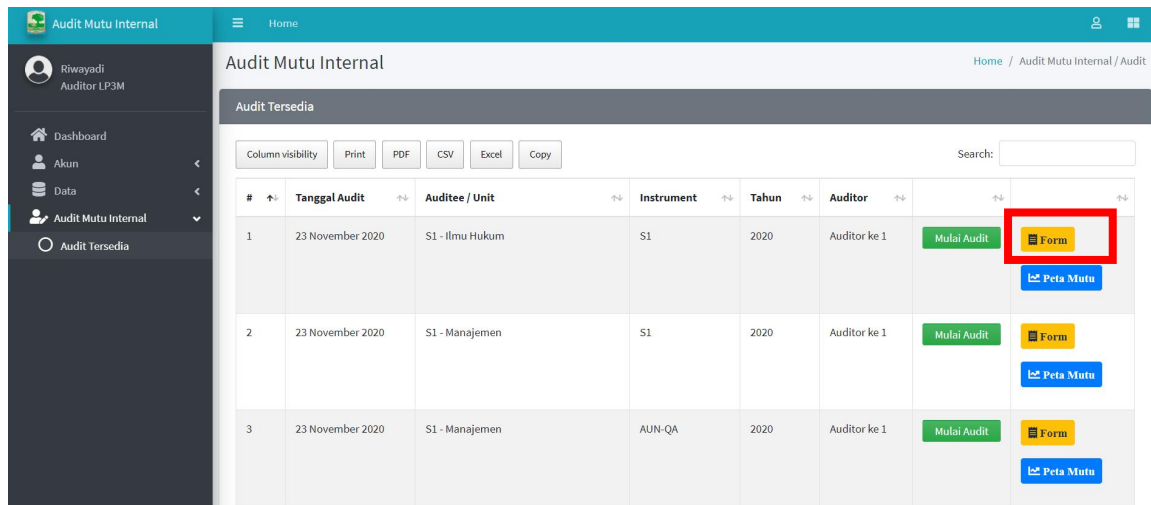 Audit Mutu Internal
Home
Riwayadi
Auditor LP3M
Dashboard
Akun
Data
Audit Mutu Internal
Audit Tersedia
Audit Mutu Internal
Home / Audit Mutu Internal / Audit
Audit Tersedia
Column visibility Print PDF CSV Excel Copy
Search:
# Tanggal Audit Auditee / Unit Instrument Tahun Auditor
1 23 November 2020 S1 - Ilmu Hukum S1 2020 Auditor ke 1 Mulai Audit Form
Peta Mutu
2 23 November 2020 S1 - Manajemen S1 2020 Auditor ke 1 Mulai Audit Form
Peta Mutu
3 23 November 2020 S1 - Manajemen AUN-QA 2020 Auditor ke 1 Mulai Audit Form
Peta Mutu